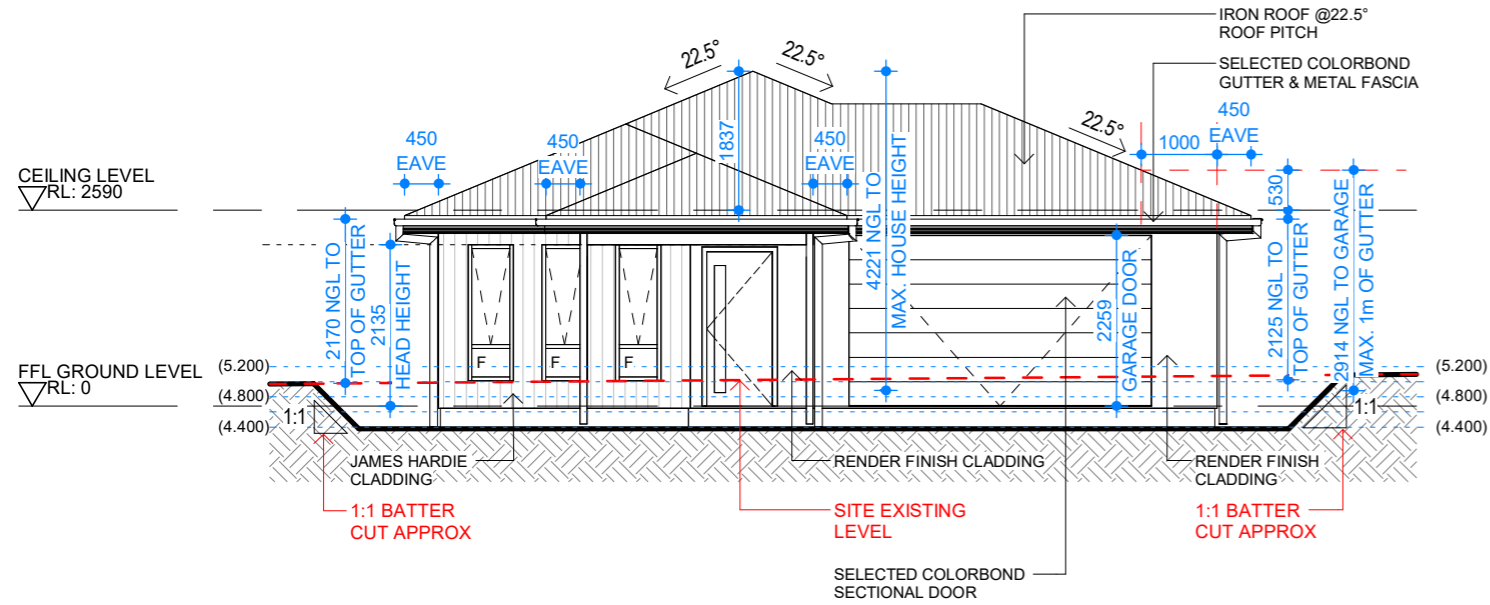 IRON ROOF @22.5°
ROOF PITCH
SELECTED COLORBOND
GUTTER & METAL FASCIA
22.5°
22.5°
22.5°
450
EAVE
450
EAVE
1837
450
EAVE
4221 NGL TO
MAX. HOUSE HEIGHT
1000
450
EAVE
530
CEILING LEVEL
RL: 2590
2170 NGL TO
TOP OF GUTTER
2135
HEAD HEIGHT
F
F
F
2259
GARAGE DOOR
2125 NGL TO
TOP OF GUTTER
2914 NGL TO GARAGE
MAX. 1m OF GUTTER
FFL GROUND LEVEL
RL: 0
(5.200)
(4.800)
(4.400)
(5.200)
(4.800)
(4.400)
1:1
1:1
JAMES HARDIE
CLADDING
RENDER FINISH CLADDING
RENDER FINISH
CLADDING
1:1 BATTER
CUT APPROX
SITE EXISTING
LEVEL
1:1 BATTER
CUT APPROX
SELECTED COLORBOND
SECTIONAL DOOR